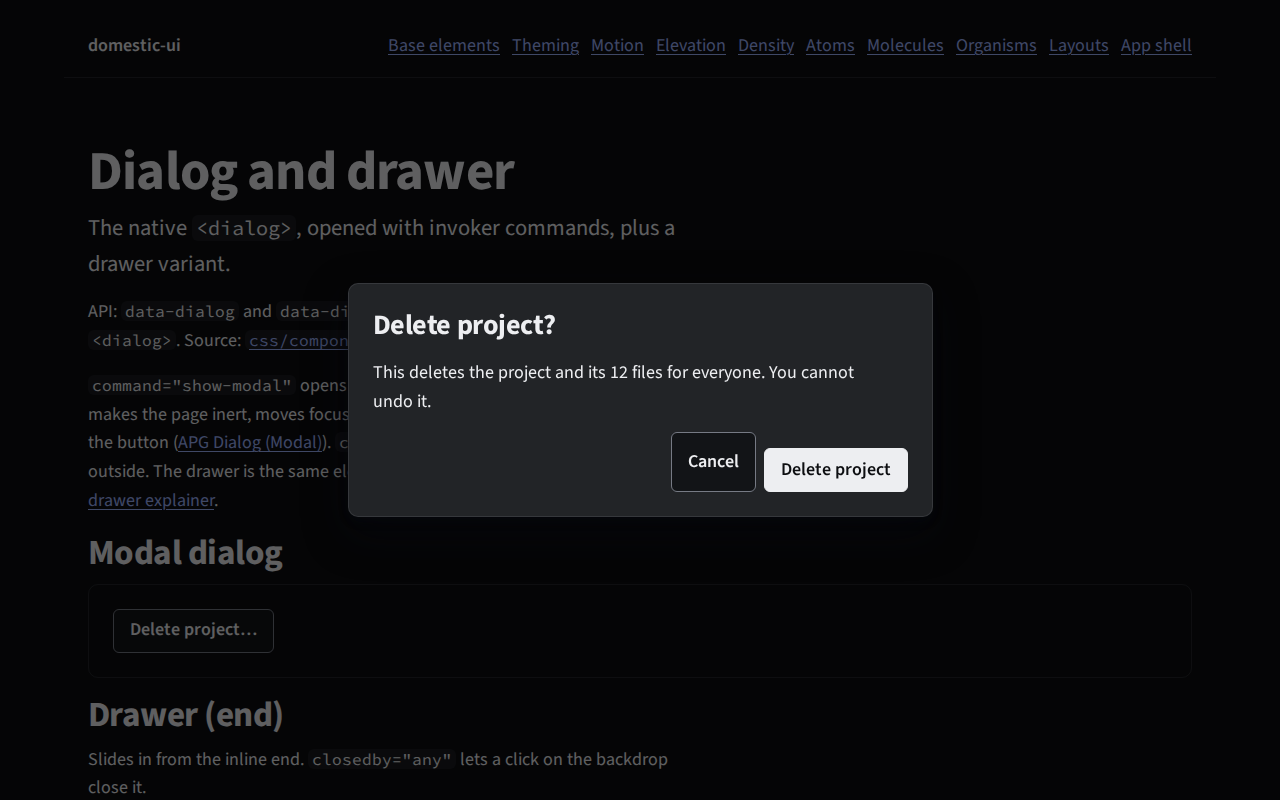 domestic-ui
Base elements Theming Motion Elevation Density Atoms Molecules Organisms Layouts App shell
Dialog and drawer
The native <dialog>, opened with invoker commands, plus a
drawer variant.
API: data-dialog and data-di
<dialog>. Source: css/compon
command="show-modal" opens
makes the page inert, moves focus
the button (APG Dialog (Modal)). c
outside. The drawer is the same el
drawer explainer.
Delete project?
This deletes the project and its 12 files for everyone. You cannot
undo it.
Cancel
Delete project
Modal dialog
Delete project…
Drawer (end)
Slides in from the inline end. closedby="any" lets a click on the backdrop
close it.